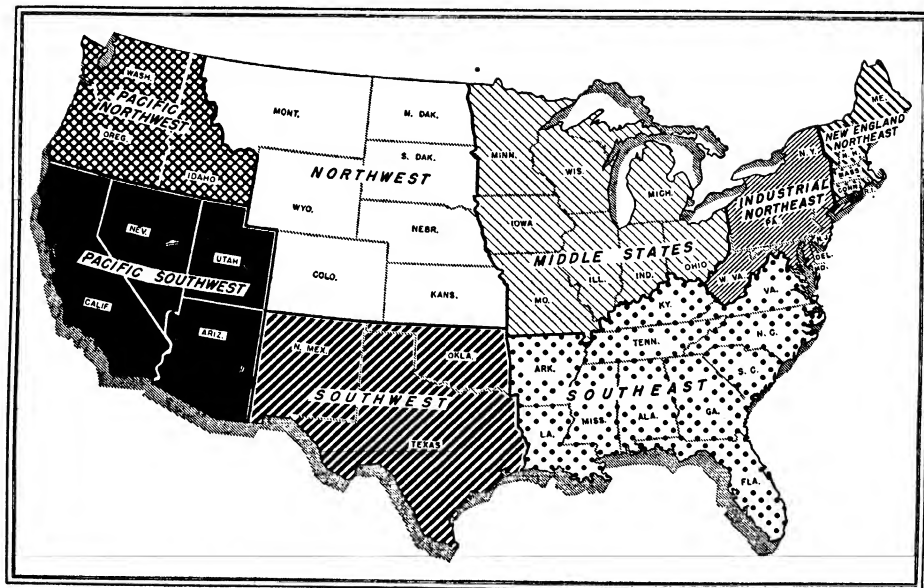 WASH.
PACIFIC
NORTHWEST
OREG.
IDAHO
MONT.
N. DAK.
S. DAK.
NORTHWEST
WYO.
NEBR.
COLO.
KANS.
NEV.
UTAH
PACIFIC SOUTHWEST
CALIF.
ARIZ.
N. MEX.
OKLA.
SOUTHWEST
TEXAS
MINN.
WIS.
MICH.
IOWA
MIDDLE STATES
MO.
ILL.
IND.
OHIO
ME.
NEW ENGLAND
NORTHEAST
MASS.
CONN.
R.I.
N.Y.
INDUSTRIAL
NORTHEAST
PA.
N.J.
DEL.
MD.
W. VA.
KY.
VA.
TENN.
N. C.
ARK.
S. C.
SOUTHEAST
LA.
MISS.
ALA.
GA.
FLA.